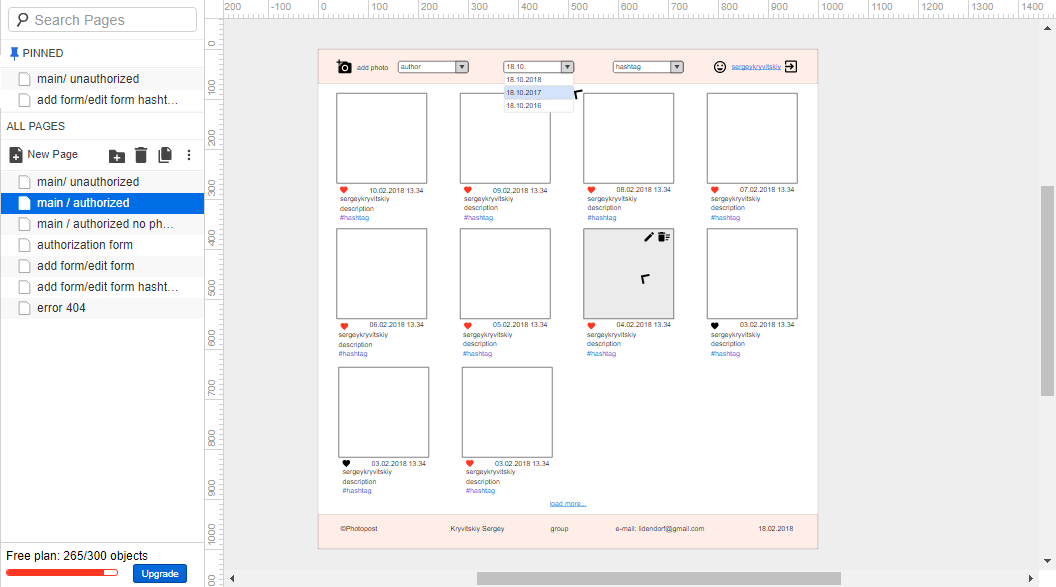 Search Pages
PINNED
main/ unauthorized
add form/edit form hasht...
ALL PAGES
New Page
main/ unauthorized
main / authorized
main / authorized no ph...
authorization form
add form/edit form
add form/edit form hasht...
error 404
Free plan: 265/300 objects
Upgrade
200 -100 0 100 200 300 400 500 600 700 800 900 1000 1100 1200 1300 1400
0
100
200
300
400
500
600
700
800
900
1000
add photo author 18.10. hashtag sergeykryvitskiy
18.10.2018
18.10.2017
18.10.2016
10.02.2018 13.34 09.02.2018 13.34 08.02.2018 13.34 07.02.2018 13.34
sergeykryvitskiy sergeykryvitskiy sergeykryvitskiy sergeykryvitskiy
description description description description
#hashtag #hashtag #hashtag #hashtag
06.02.2018 13.34 05.02.2018 13.34 04.02.2018 13.34 03.02.2018 13.34
sergeykryvitskiy sergeykryvitskiy sergeykryvitskiy sergeykryvitskiy
description description description description
#hashtag #hashtag #hashtag #hashtag
03.02.2018 13.34 03.02.2018 13.34
sergeykryvitskiy sergeykryvitskiy
description description
#hashtag #hashtag
load more...
©Photopost Kryvitskiy Sergey group e-mail: lidendorf@gmail.com 18.02.2018